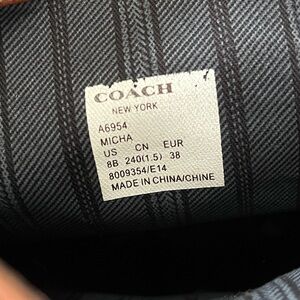 COACH
NEW YORK
A6954
MICHA
US CN EUR
8B 240(1.5) 38
8009354/E14
MADE IN CHINA/CHINE